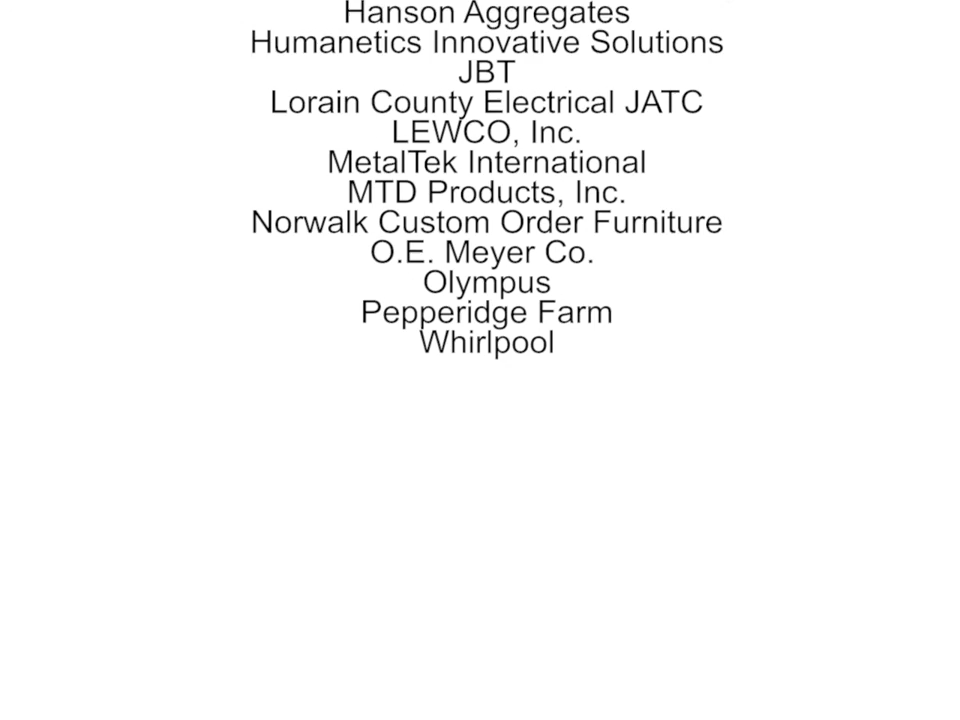 Hanson Aggregates
Humanetics Innovative Solutions
JBT
Lorain County Electrical JATC
LEWCO, Inc.
MetalTek International
MTD Products, Inc.
Norwalk Custom Order Furniture
O.E. Meyer Co.
Olympus
Pepperidge Farm
Whirlpool